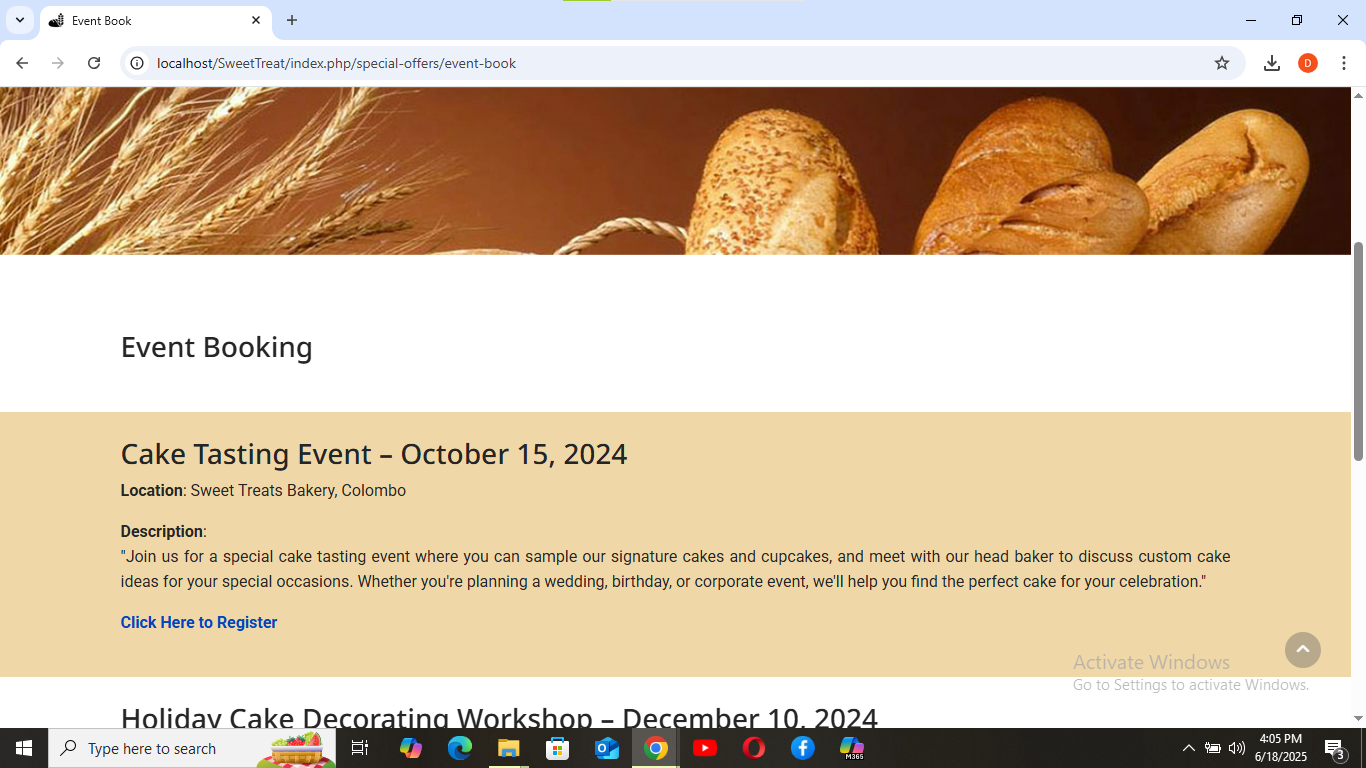 Event Book
localhost/SweetTreat/index.php/special-offers/event-book
D
Event Booking
Cake Tasting Event – October 15, 2024
Location: Sweet Treats Bakery, Colombo
Description:
"Join us for a special cake tasting event where you can sample our signature cakes and cupcakes, and meet with our head baker to discuss custom cake
ideas for your special occasions. Whether you're planning a wedding, birthday, or corporate event, we'll help you find the perfect cake for your celebration."
Click Here to Register
Activate Windows
Go to Settings to activate Windows.
Holiday Cake Decorating Workshop – December 10, 2024
Type here to search
M365
4:05 PM
6/18/2025
3